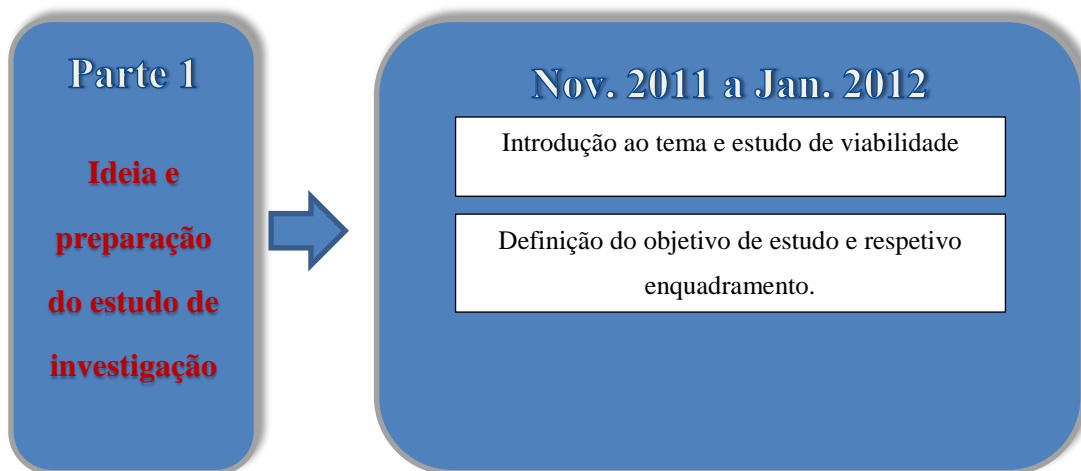 Parte 1
Ideia e
preparação
do estudo de
investigação
Nov. 2011 a Jan. 2012
Introdução ao tema e estudo de viabilidade
Definição do objetivo de estudo e respetivo
enquadramento.